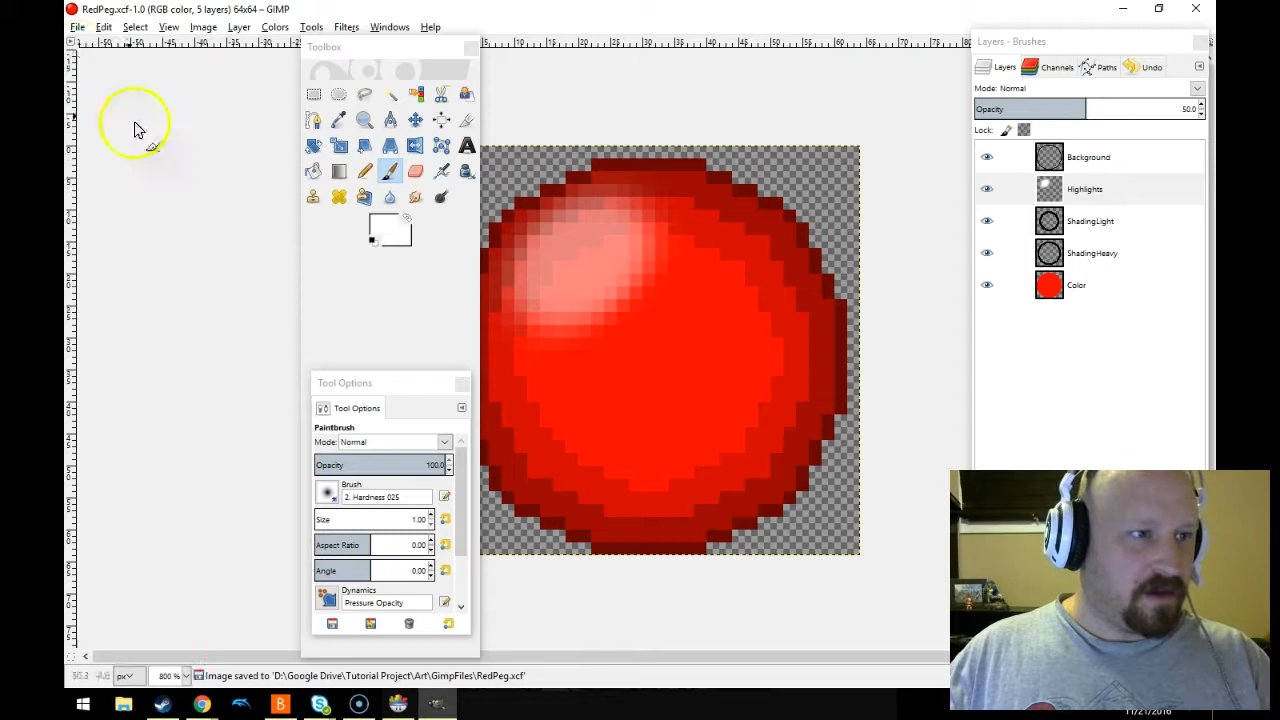 RedPeg.xcf-1.0 (RGB color, 5 layers) 64x64 – GIMP
File Edit Select View Image Layer Colors Tools Filters Windows Help
Toolbox
Layers - Brushes
Layers Channels Paths Undo
Mode: Normal
Opacity 50.0
Lock:
Background
Highlights
ShadingLight
ShadingHeavy
Color
Tool Options
Tool Options
Paintbrush
Mode: Normal
Opacity 100.0
Brush
2. Hardness 025
Size 1.00
Aspect Ratio 0.00
Angle 0.00
Dynamics
Pressure Opacity
px 800 % Image saved to 'D:\Google Drive\Tutorial Project\Art\GimpFiles\RedPeg.xcf'
11/21/2016